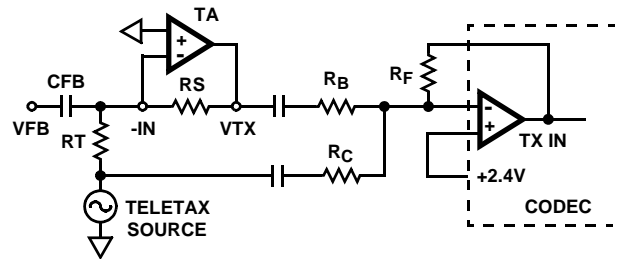 TA
+
-
CFB
RS
RB
RF
VFB
-IN
VTX
-
+
TX IN
RT
RC
+2.4V
TELETAX
SOURCE
CODEC